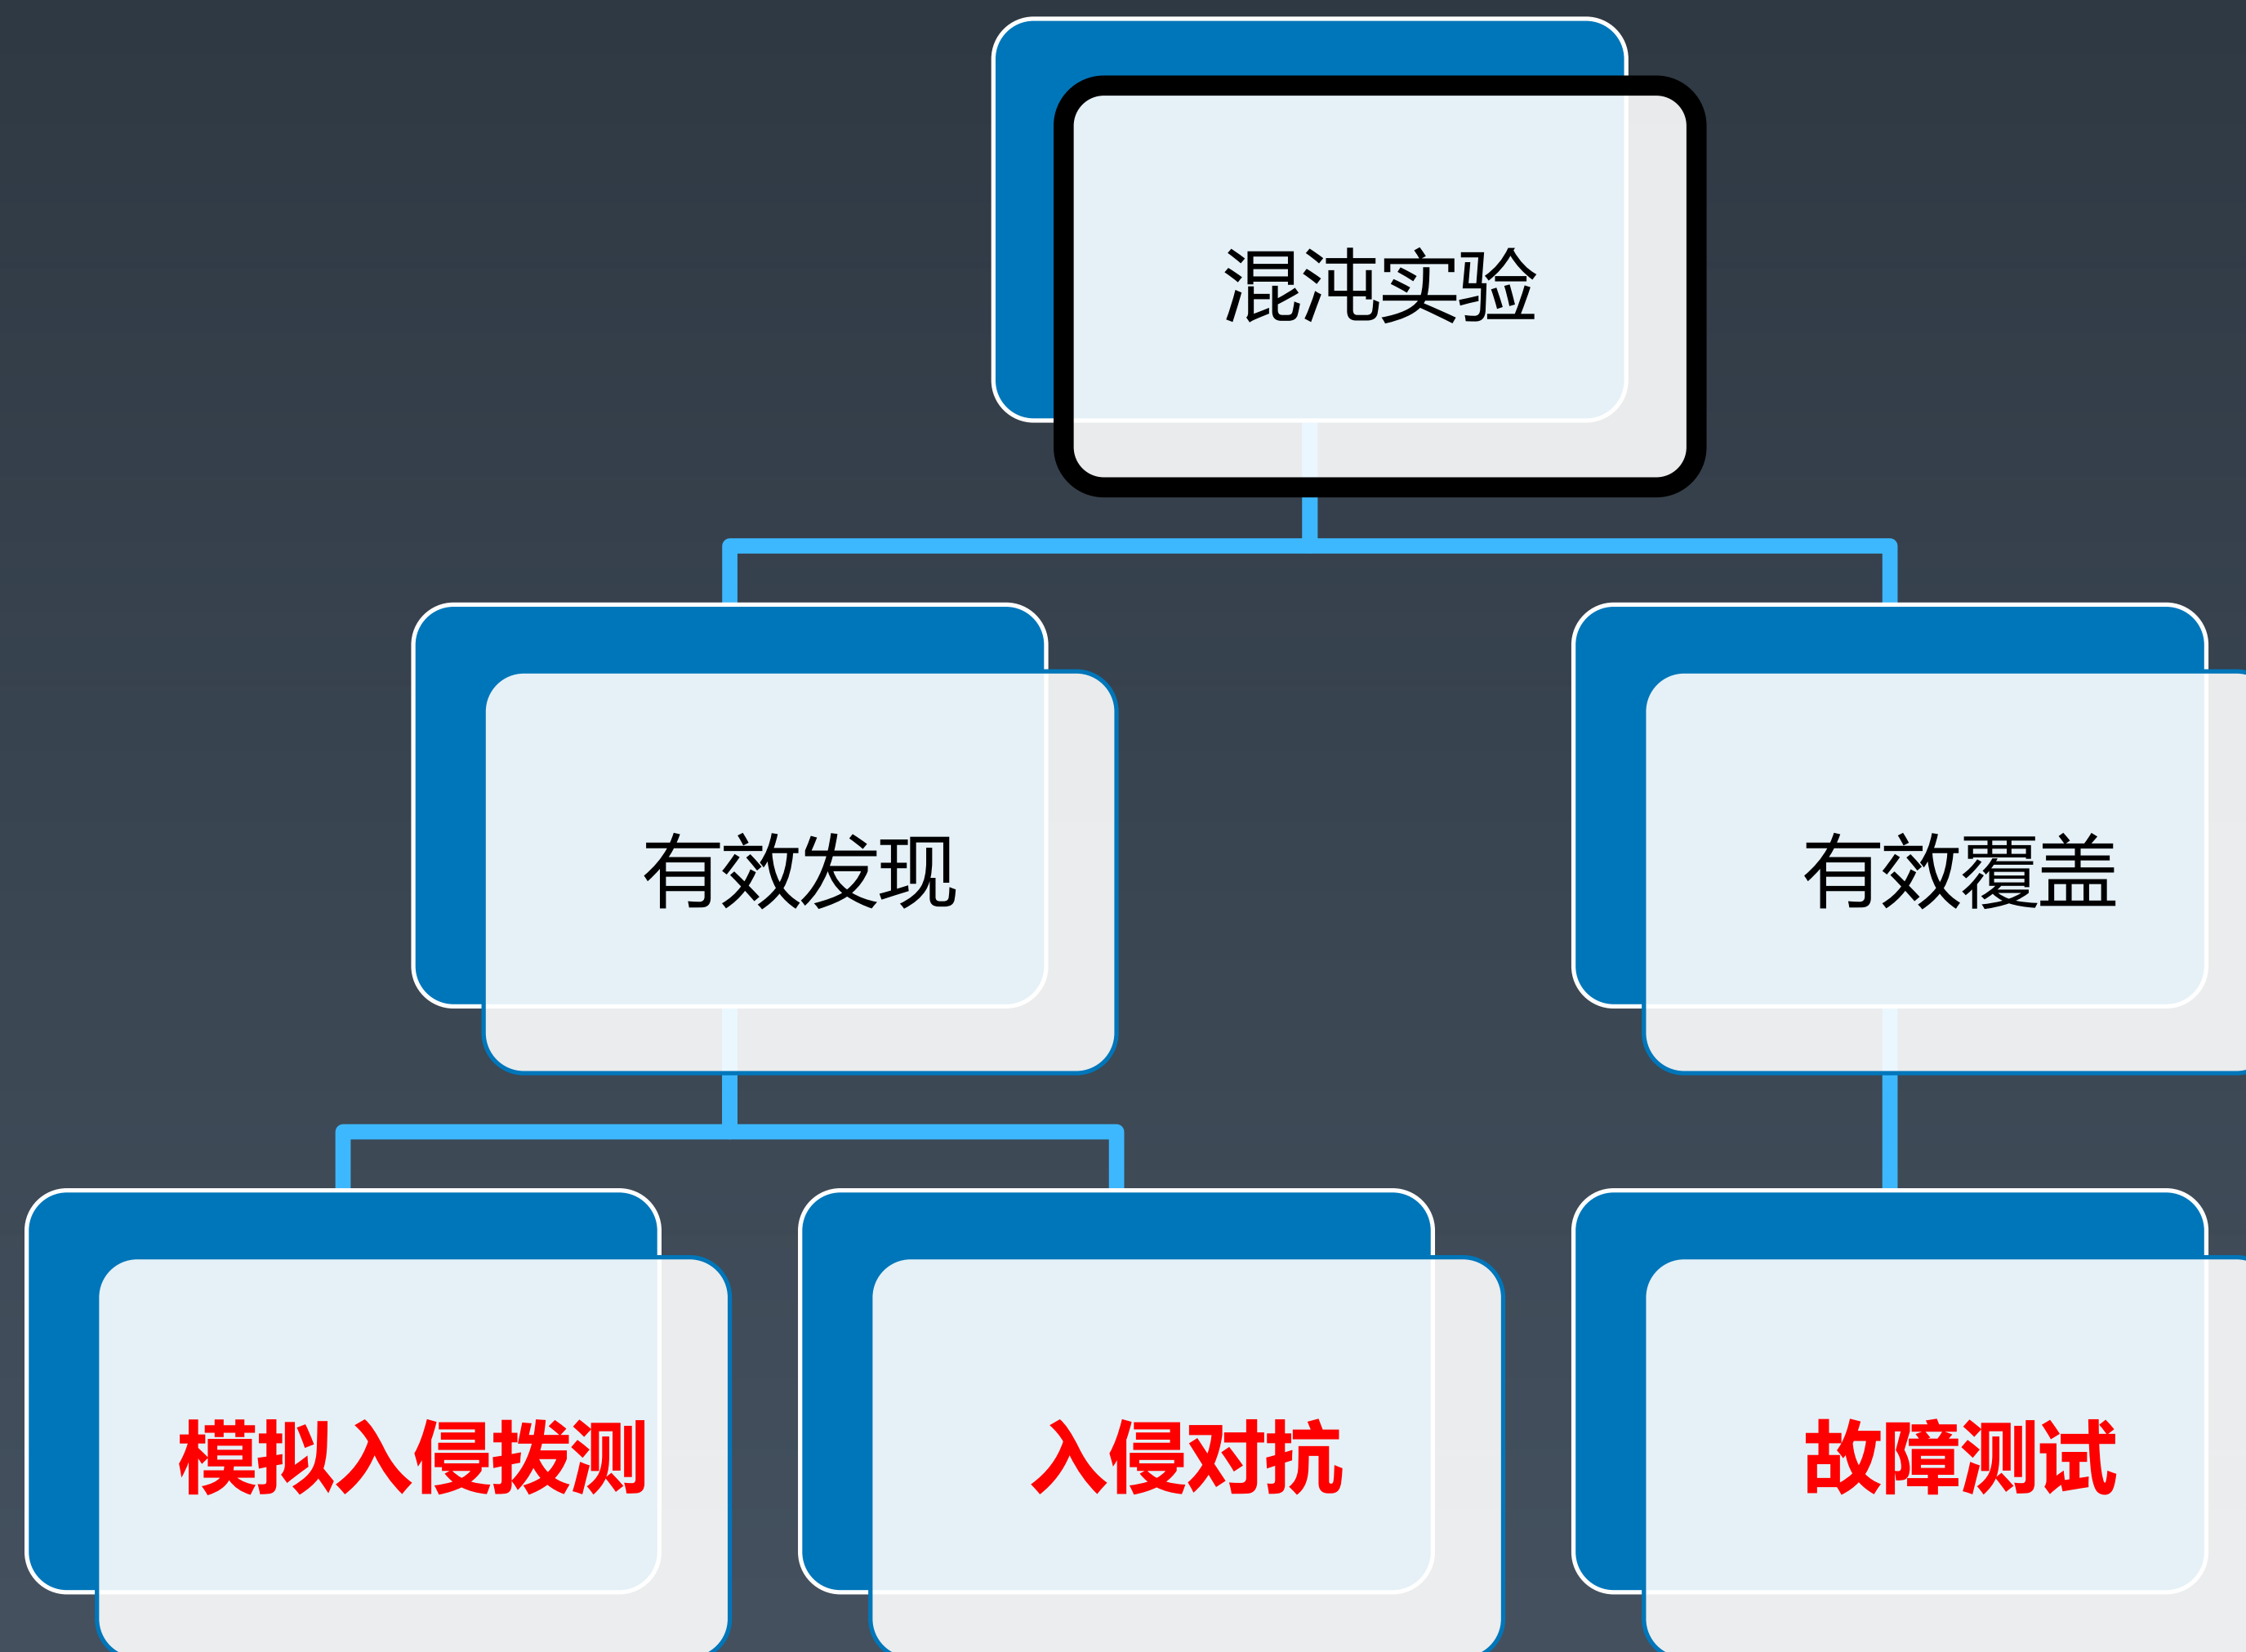 混沌实验
有效发现
有效覆盖
模拟入侵拨测
入侵对抗
故障测试